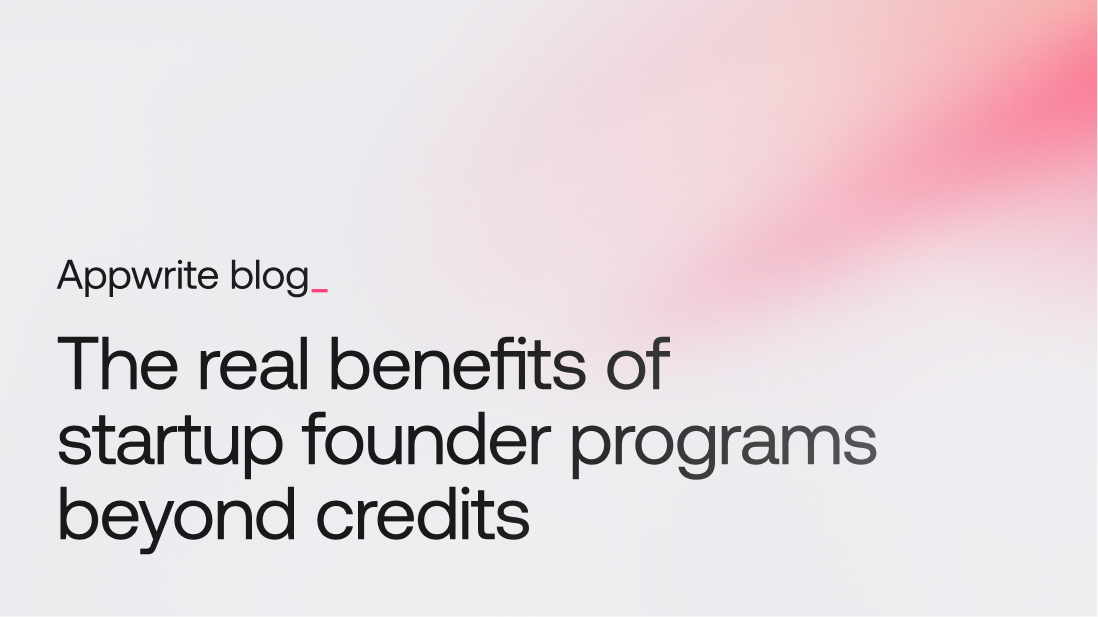 Appwrite blog_
The real benefits of
startup founder programs
beyond credits